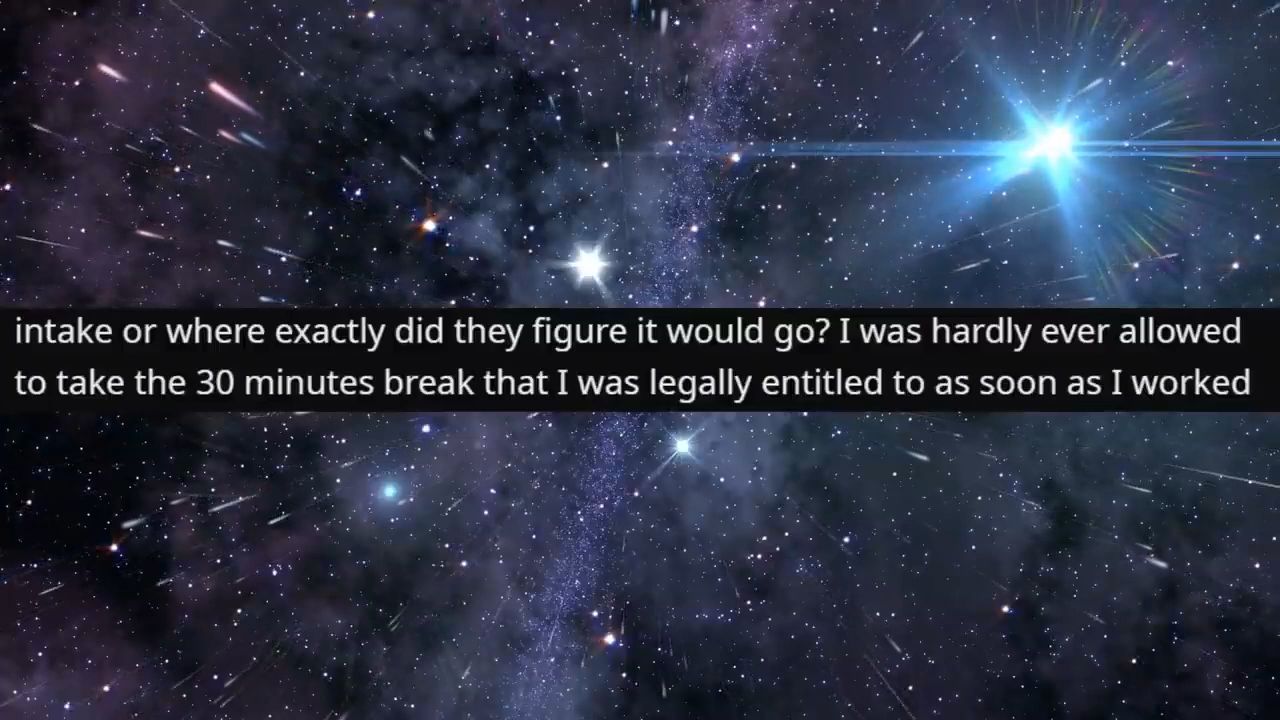 intake or where exactly did they figure it would go? I was hardly ever allowed
to take the 30 minutes break that I was legally entitled to as soon as I worked